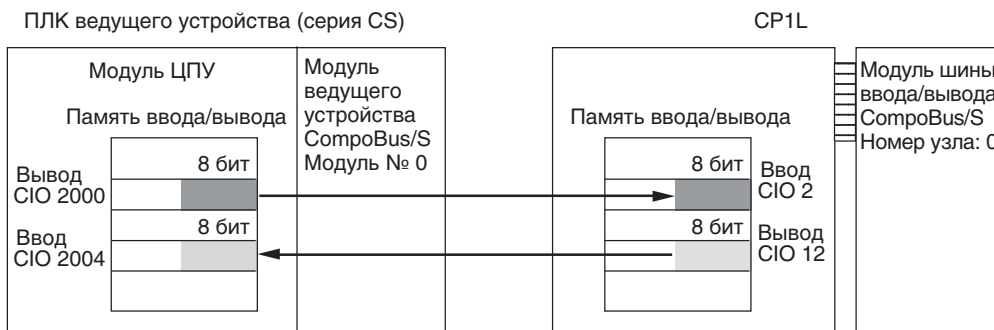 ПЛК ведущего устройства (серия CS)
CP1L
Модуль ЦПУ
Модуль
ведущего
устройства
CompoBus/S
Модуль № 0
Память ввода/вывода
8 бит
Вывод
CIO 2000
8 бит
Ввод
CIO 2004
Память ввода/вывода
8 бит
Ввод
CIO 2
8 бит
Вывод
CIO 12
Модуль шины
ввода/вывода
CompoBus/S
Номер узла: 0